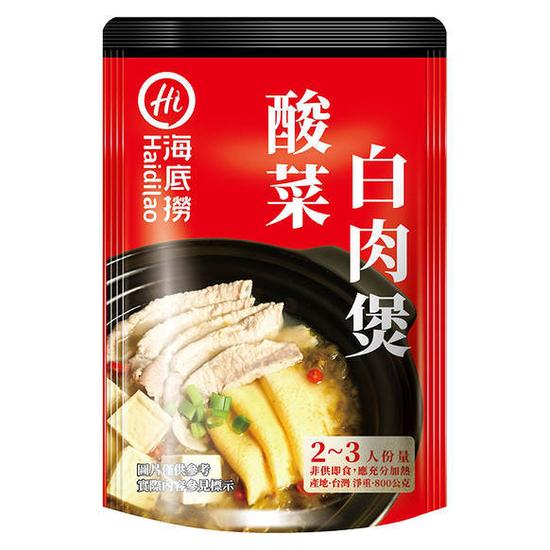 Hi
海底撈
Haidilao
酸菜
白肉煲
2~3人份量
非供即食，應充分加熱
產地·台灣 淨重·800公克
圖片僅供參考
實際內容參見標示